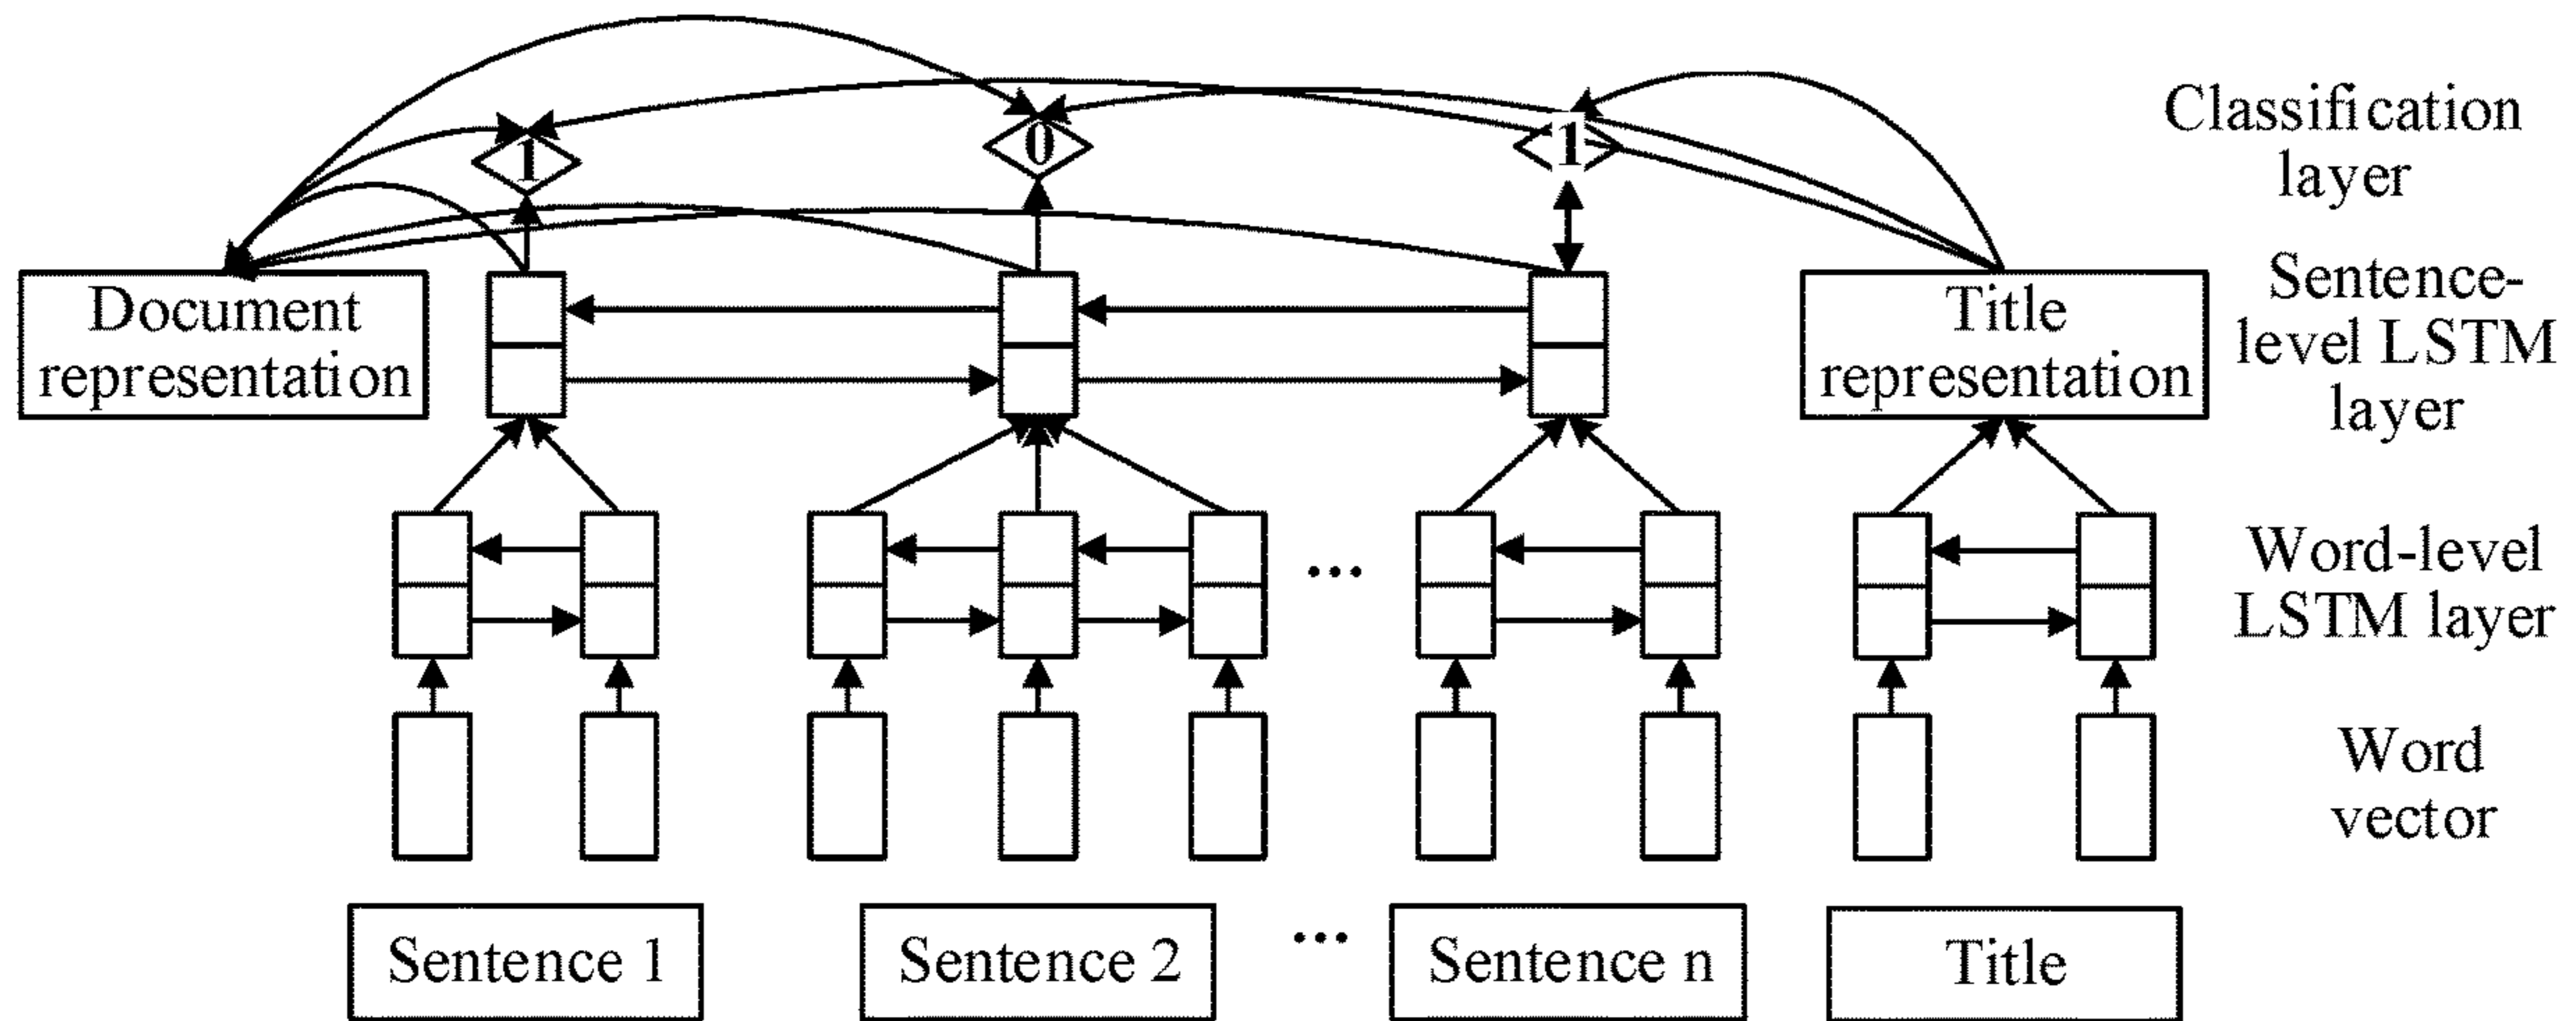 Classification
layer
1
0
1
Document
representation
Title
representation
Sentence-
level LSTM
layer
...
Word-level
LSTM layer
Word
vector
Sentence 1
Sentence 2
...
Sentence n
Title